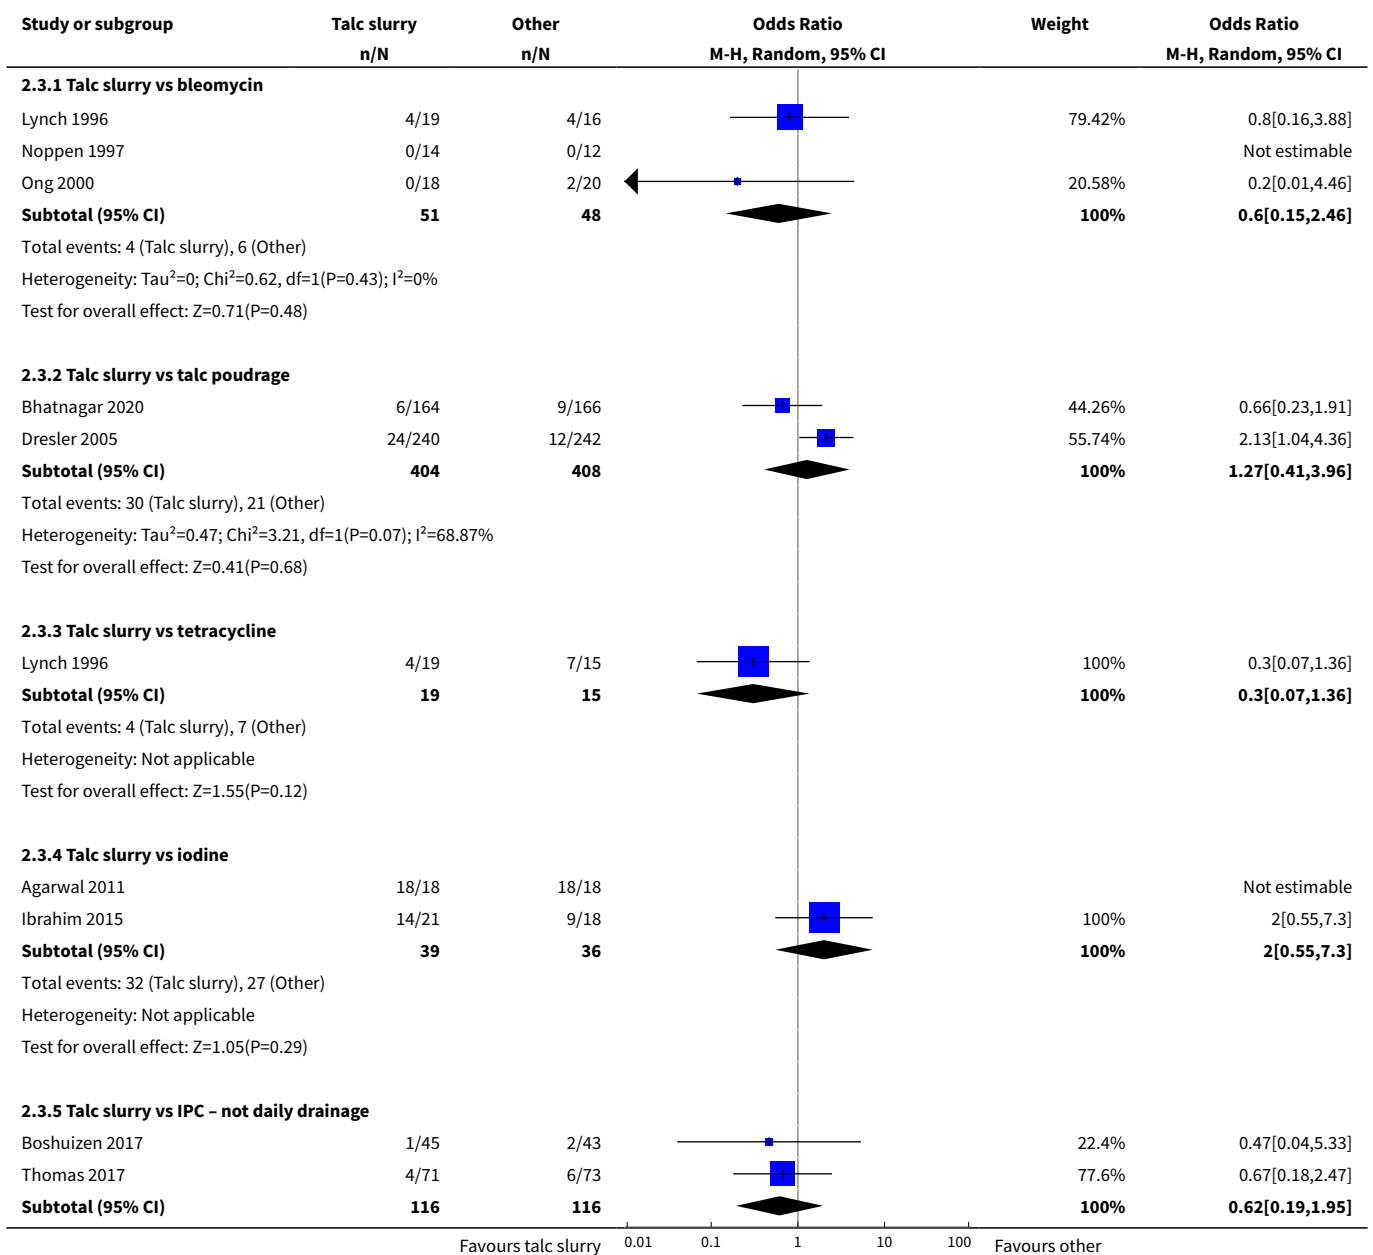 Study or subgroup Talc slurry Other Odds Ratio Weight Odds Ratio
n/N n/N M-H, Random, 95% CI M-H, Random, 95% CI
2.3.1 Talc slurry vs bleomycin
Lynch 1996 4/19 4/16 79.42% 0.8[0.16,3.88]
Noppen 1997 0/14 0/12 Not estimable
Ong 2000 0/18 2/20 20.58% 0.2[0.01,4.46]
Subtotal (95% CI) 51 48 100% 0.6[0.15,2.46]
Total events: 4 (Talc slurry), 6 (Other)
Heterogeneity: Tau²=0; Chi²=0.62, df=1(P=0.43); I²=0%
Test for overall effect: Z=0.71(P=0.48)
2.3.2 Talc slurry vs talc poudrage
Bhatnagar 2020 6/164 9/166 44.26% 0.66[0.23,1.91]
Dresler 2005 24/240 12/242 55.74% 2.13[1.04,4.36]
Subtotal (95% CI) 404 408 100% 1.27[0.41,3.96]
Total events: 30 (Talc slurry), 21 (Other)
Heterogeneity: Tau²=0.47; Chi²=3.21, df=1(P=0.07); I²=68.87%
Test for overall effect: Z=0.41(P=0.68)
2.3.3 Talc slurry vs tetracycline
Lynch 1996 4/19 7/15 100% 0.3[0.07,1.36]
Subtotal (95% CI) 19 15 100% 0.3[0.07,1.36]
Total events: 4 (Talc slurry), 7 (Other)
Heterogeneity: Not applicable
Test for overall effect: Z=1.55(P=0.12)
2.3.4 Talc slurry vs iodine
Agarwal 2011 18/18 18/18 Not estimable
Ibrahim 2015 14/21 9/18 100% 2[0.55,7.3]
Subtotal (95% CI) 39 36 100% 2[0.55,7.3]
Total events: 32 (Talc slurry), 27 (Other)
Heterogeneity: Not applicable
Test for overall effect: Z=1.05(P=0.29)
2.3.5 Talc slurry vs IPC – not daily drainage
Boshuizen 2017 1/45 2/43 22.4% 0.47[0.04,5.33]
Thomas 2017 4/71 6/73 77.6% 0.67[0.18,2.47]
Subtotal (95% CI) 116 116 100% 0.62[0.19,1.95]
Favours talc slurry 0.01 0.1 1 10 100 Favours other